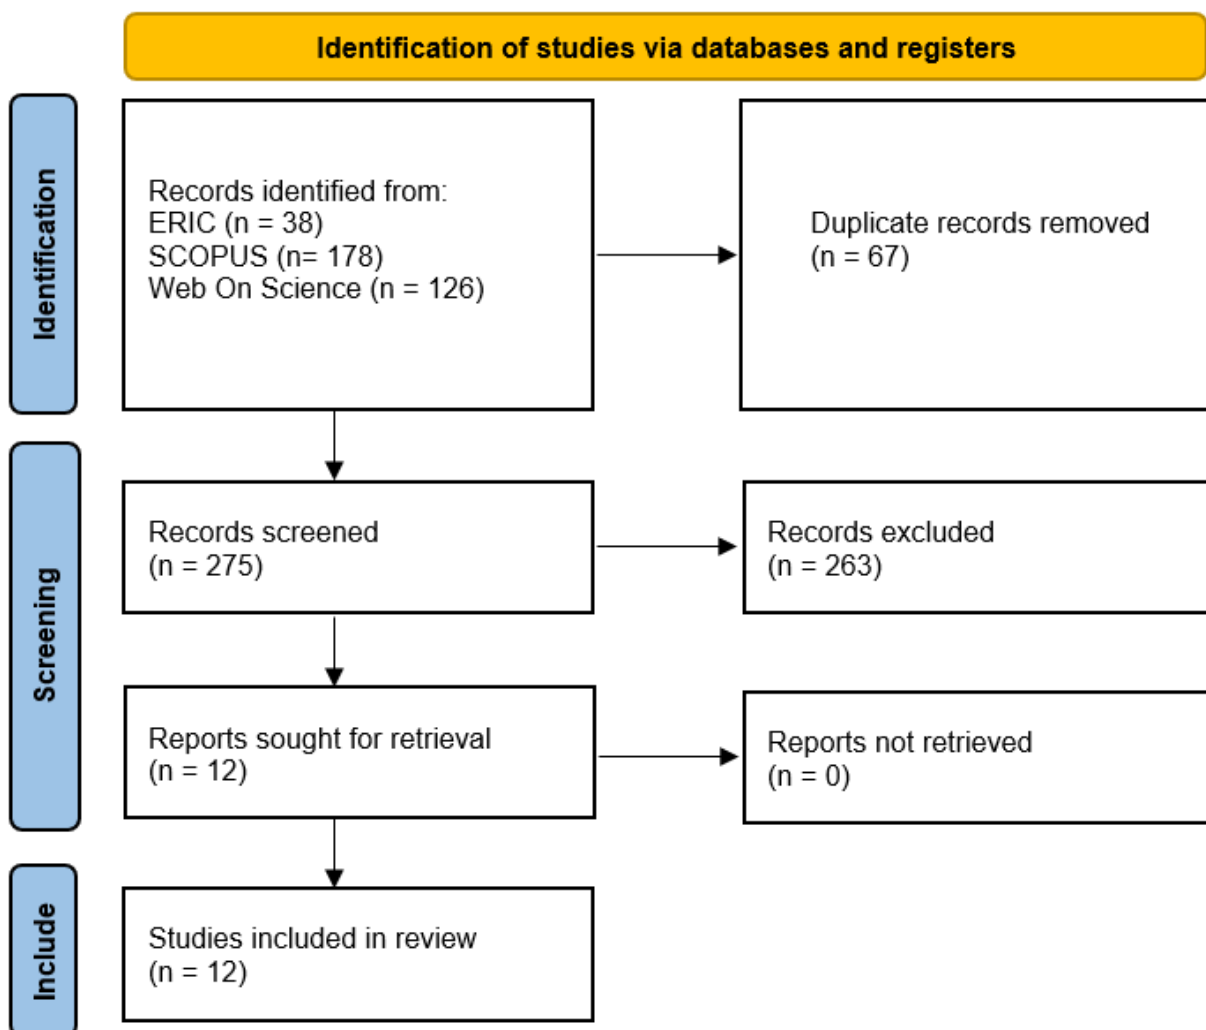 Identification of studies via databases and registers
Identification
Records identified from:
ERIC (n = 38)
SCOPUS (n= 178)
Web On Science (n = 126)
Duplicate records removed
(n = 67)
Screening
Records screened
(n = 275)
Records excluded
(n = 263)
Reports sought for retrieval
(n = 12)
Reports not retrieved
(n = 0)
Include
Studies included in review
(n = 12)